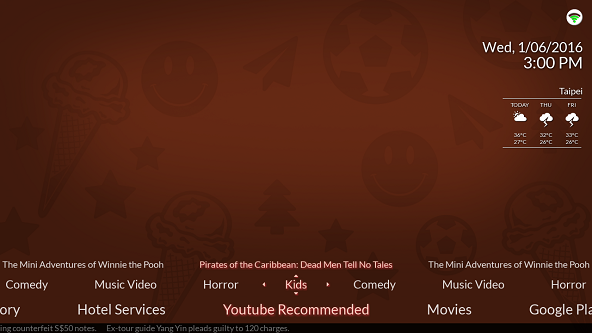 Wed, 1/06/2016
3:00 PM
Taipei
TODAY THU FRI
36°C 32°C 33°C
27°C 26°C 26°C
The Mini Adventures of Winnie the Pooh Pirates of the Caribbean: Dead Men Tell No Tales The Mini Adventures of Winnie the Pooh
Comedy Music Video Horror Kids Comedy Music Video Horror
ory Hotel Services Youtube Recommended Movies Google Pla
ing counterfeit S$50 notes. Ex-tour guide Yang Yin pleads guilty to 120 charges.